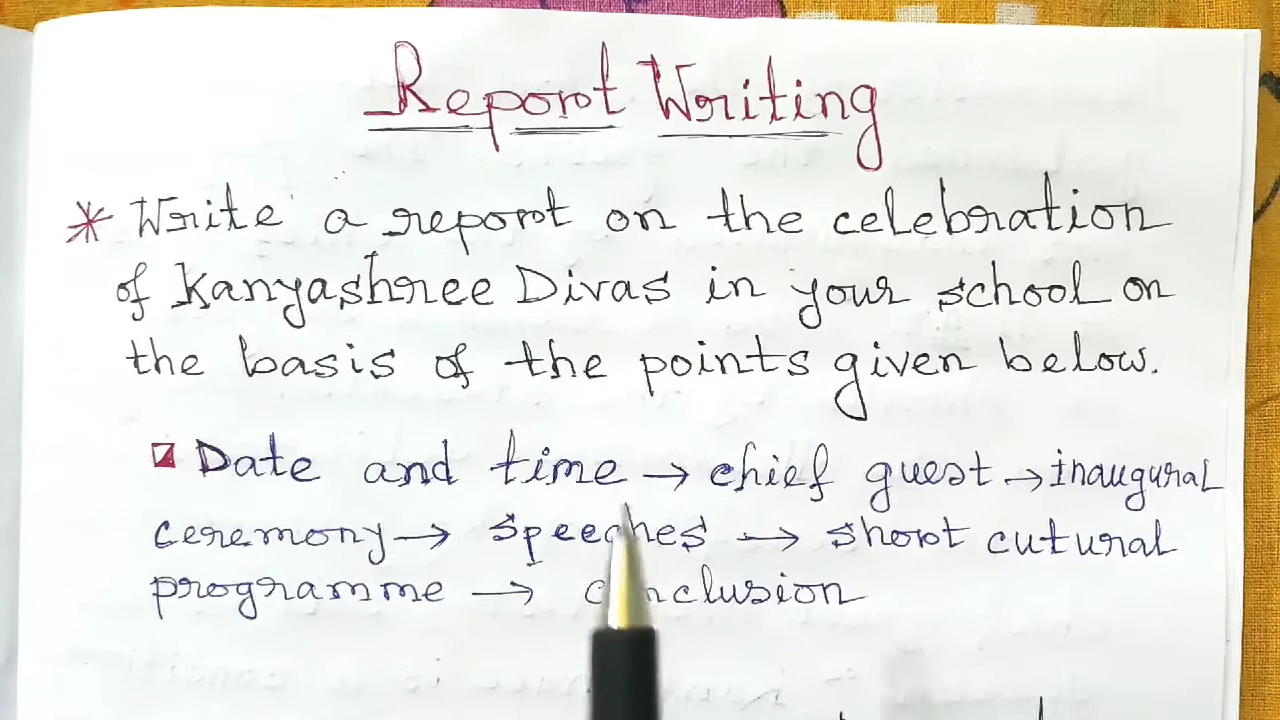 Report Writing
* Write a report on the celebration
of Kanyashree Divas in your school on
the basis of the points given below.
Date and time → chief guest → inaugural
ceremony → speeches → short cutural
programme → conclusion